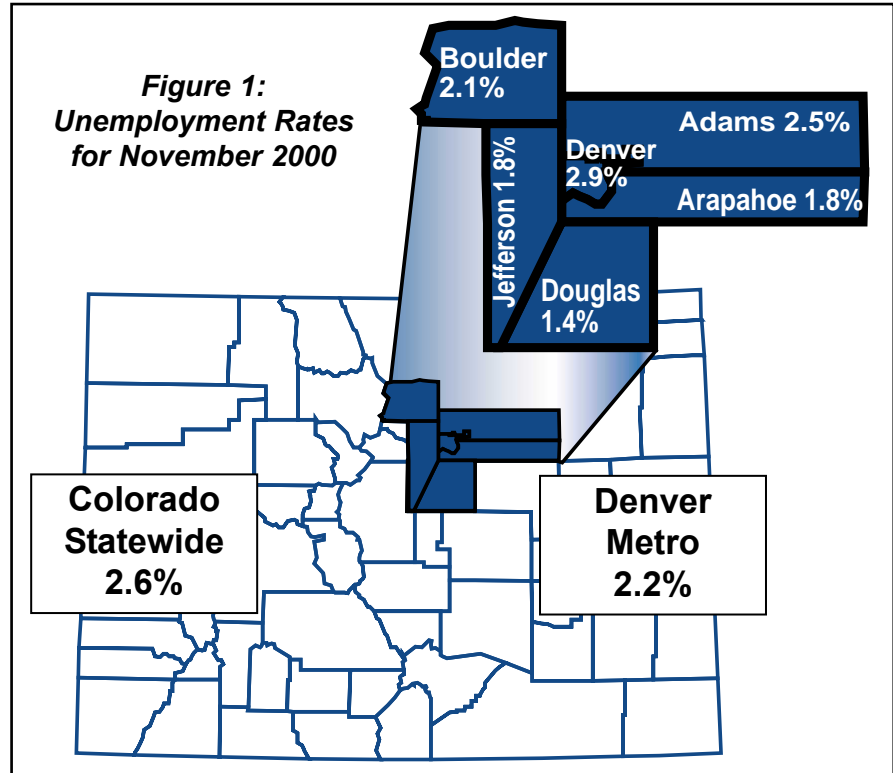 Figure 1:
Unemployment Rates
for November 2000
Boulder
2.1%
Adams 2.5%
Denver
2.9%
Arapahoe 1.8%
Jefferson 1.8%
Douglas
1.4%
Colorado
Statewide
2.6%
Denver
Metro
2.2%